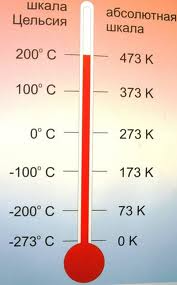 шкала Цельсия
абсолютная шкала
200° C 473 K
100° C 373 K
0° C 273 K
-100° C 173 K
-200° C 73 K
-273° C 0 K